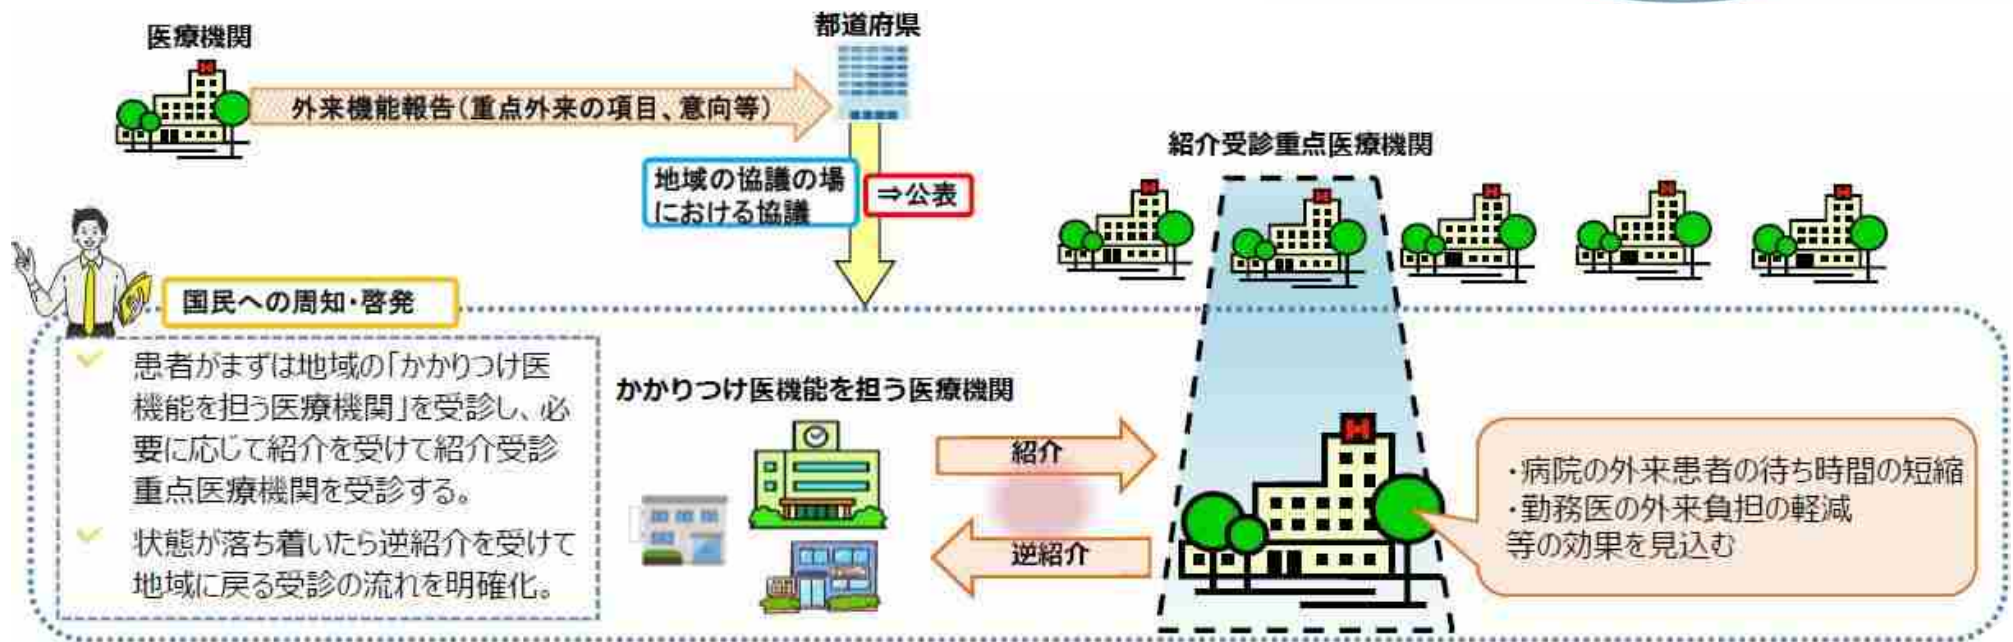 医療機関
都道府県
外来機能報告(重点外来の項目、意向等)
地域の協議の場
における協議
⇒公表
紹介受診重点医療機関
国民への周知・啓発
患者がまずは地域の「かかりつけ医
機能を担う医療機関」を受診し、必
要に応じて紹介を受けて紹介受診
重点医療機関を受診する。
状態が落ち着いたら逆紹介を受けて
地域に戻る受診の流れを明確化。
かかりつけ医機能を担う医療機関
紹介
逆紹介
・病院の外来患者の待ち時間の短縮
・勤務医の外来負担の軽減
等の効果を見込む